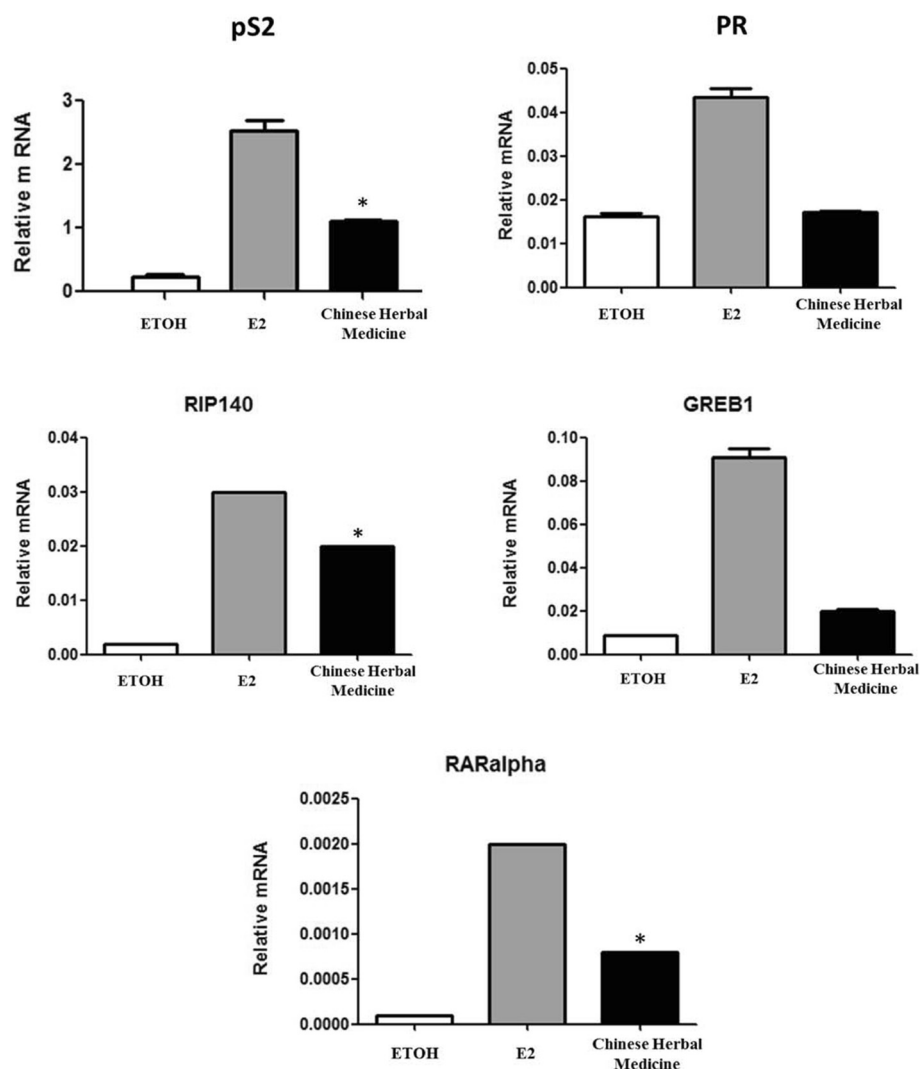 pS2
Relative m RNA
3
2
1
0
*
ETOH
E2
Chinese Herbal
Medicine
PR
Relative mRNA
0.05
0.04
0.03
0.02
0.01
0.00
ETOH
E2
Chinese Herbal
Medicine
RIP140
Relative mRNA
0.04
0.03
0.02
0.01
0.00
*
ETOH
E2
Chinese Herbal
Medicine
GREB1
Relative mRNA
0.10
0.08
0.06
0.04
0.02
0.00
ETOH
E2
Chinese Herbal
Medicine
RARalpha
Relative mRNA
0.0025
0.0020
0.0015
0.0010
0.0005
0.0000
*
ETOH
E2
Chinese Herbal
Medicine